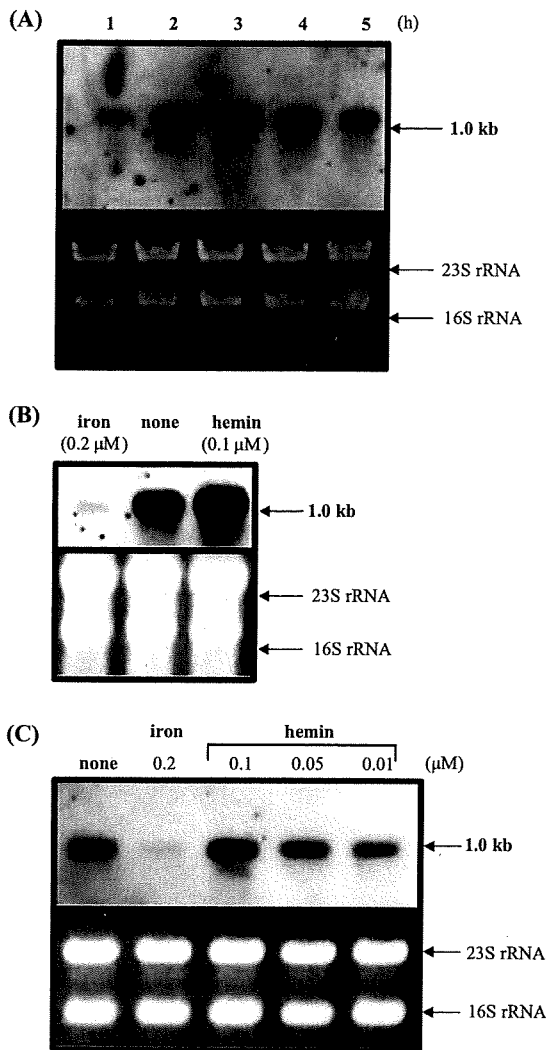 (A)
1 2 3 4 5 (h)
1.0 kb
23S rRNA
16S rRNA
(B)
iron none hemin
(0.2 μM) (0.1 μM)
1.0 kb
23S rRNA
16S rRNA
(C)
iron hemin
none 0.2 0.1 0.05 0.01 (μM)
1.0 kb
23S rRNA
16S rRNA